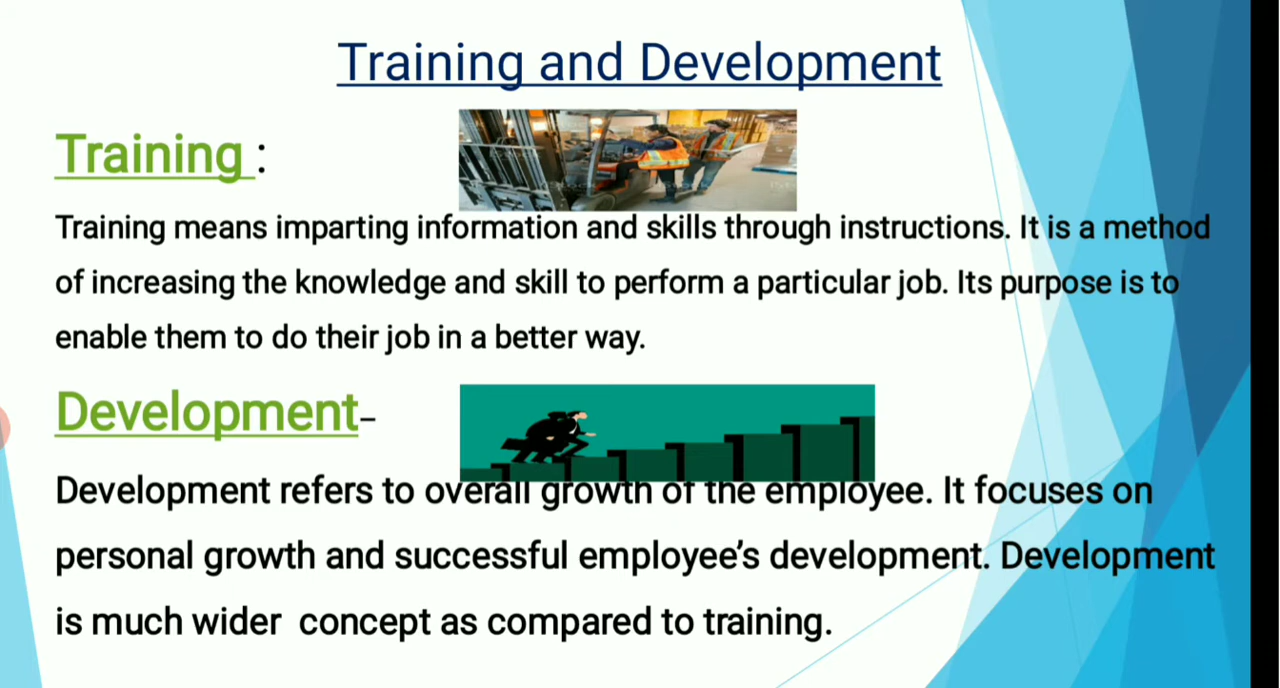 Training and Development
Training :
Training means imparting information and skills through instructions. It is a method
of increasing the knowledge and skill to perform a particular job. Its purpose is to
enable them to do their job in a better way.
Development–
Development refers to overall growth of the employee. It focuses on
personal growth and successful employee’s development. Development
is much wider  concept as compared to training.